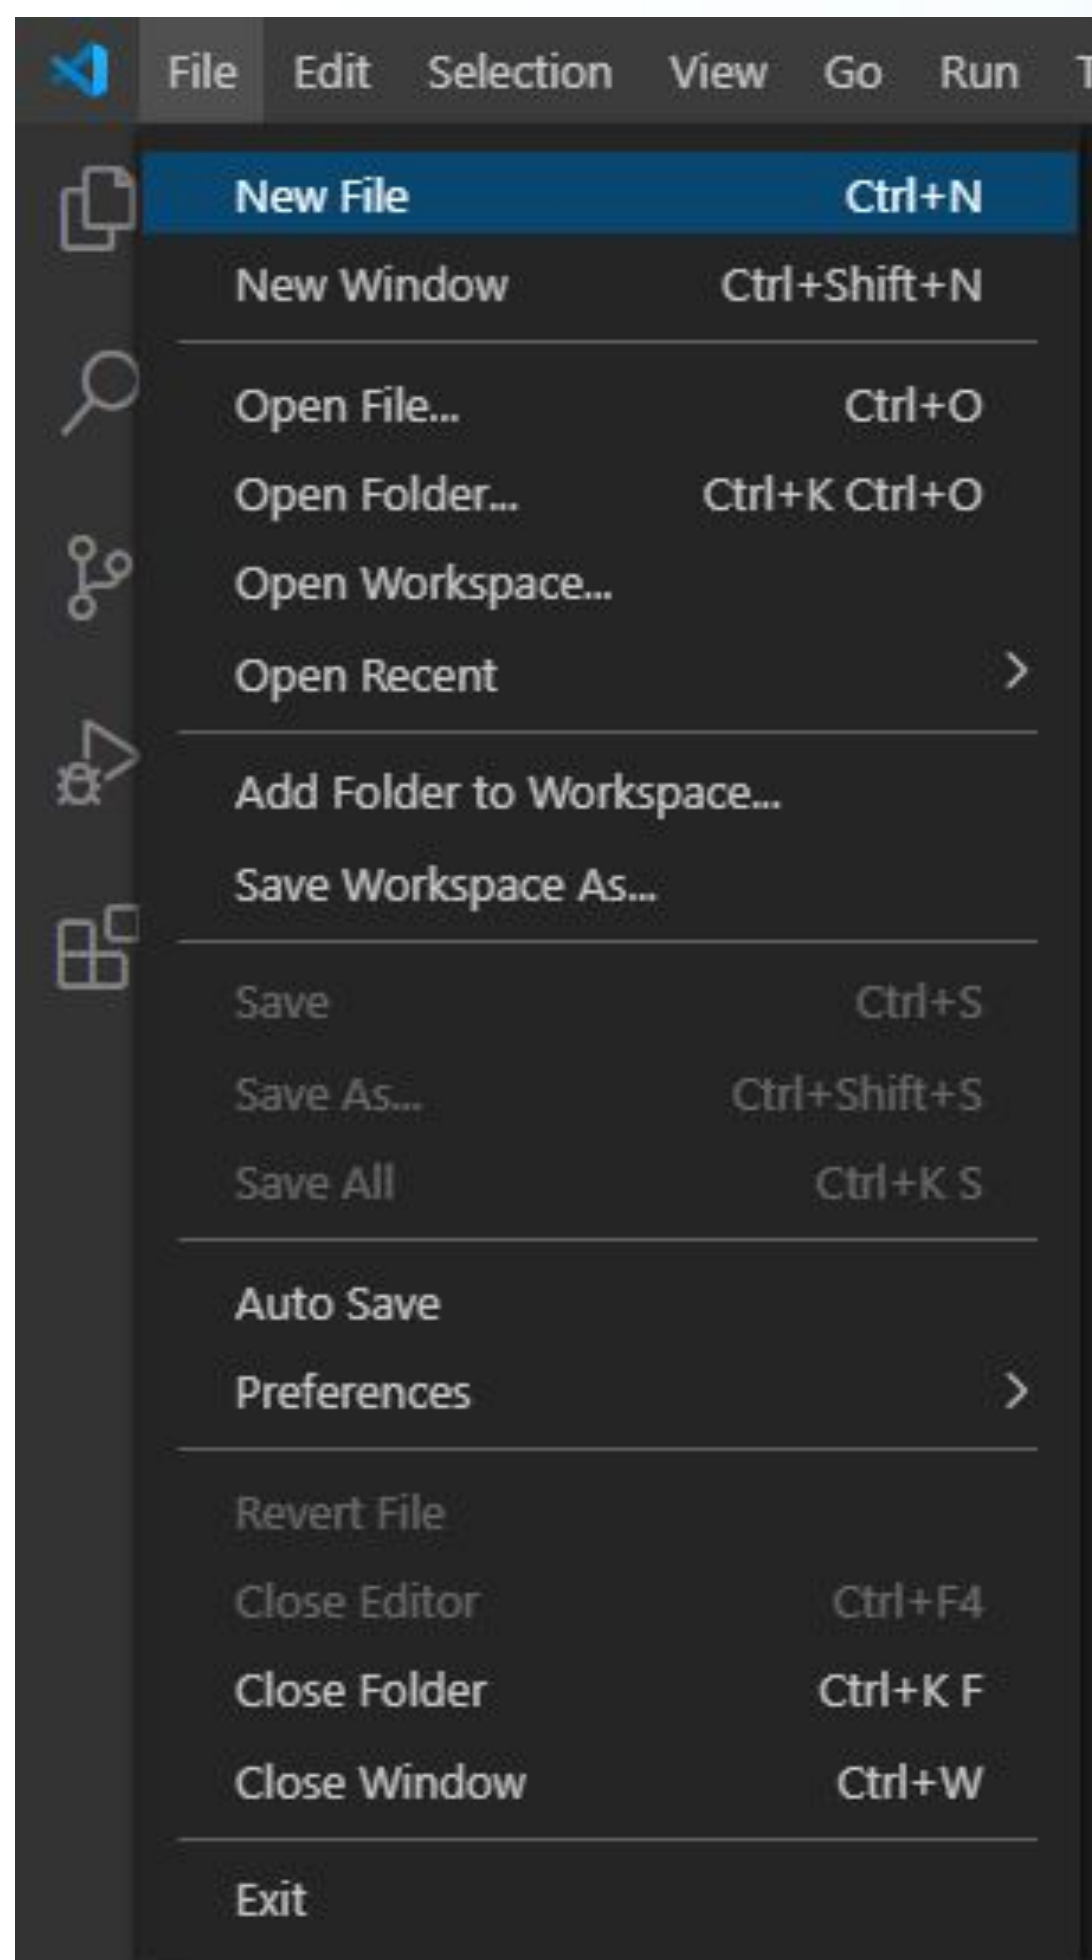 File Edit Selection View Go Run
New File Ctrl+N
New Window Ctrl+Shift+N
Open File... Ctrl+O
Open Folder... Ctrl+K Ctrl+O
Open Workspace...
Open Recent
Add Folder to Workspace...
Save Workspace As...
Save Ctrl+S
Save As... Ctrl+Shift+S
Save All Ctrl+K S
Auto Save
Preferences
Revert File
Close Editor Ctrl+F4
Close Folder Ctrl+K F
Close Window Ctrl+W
Exit